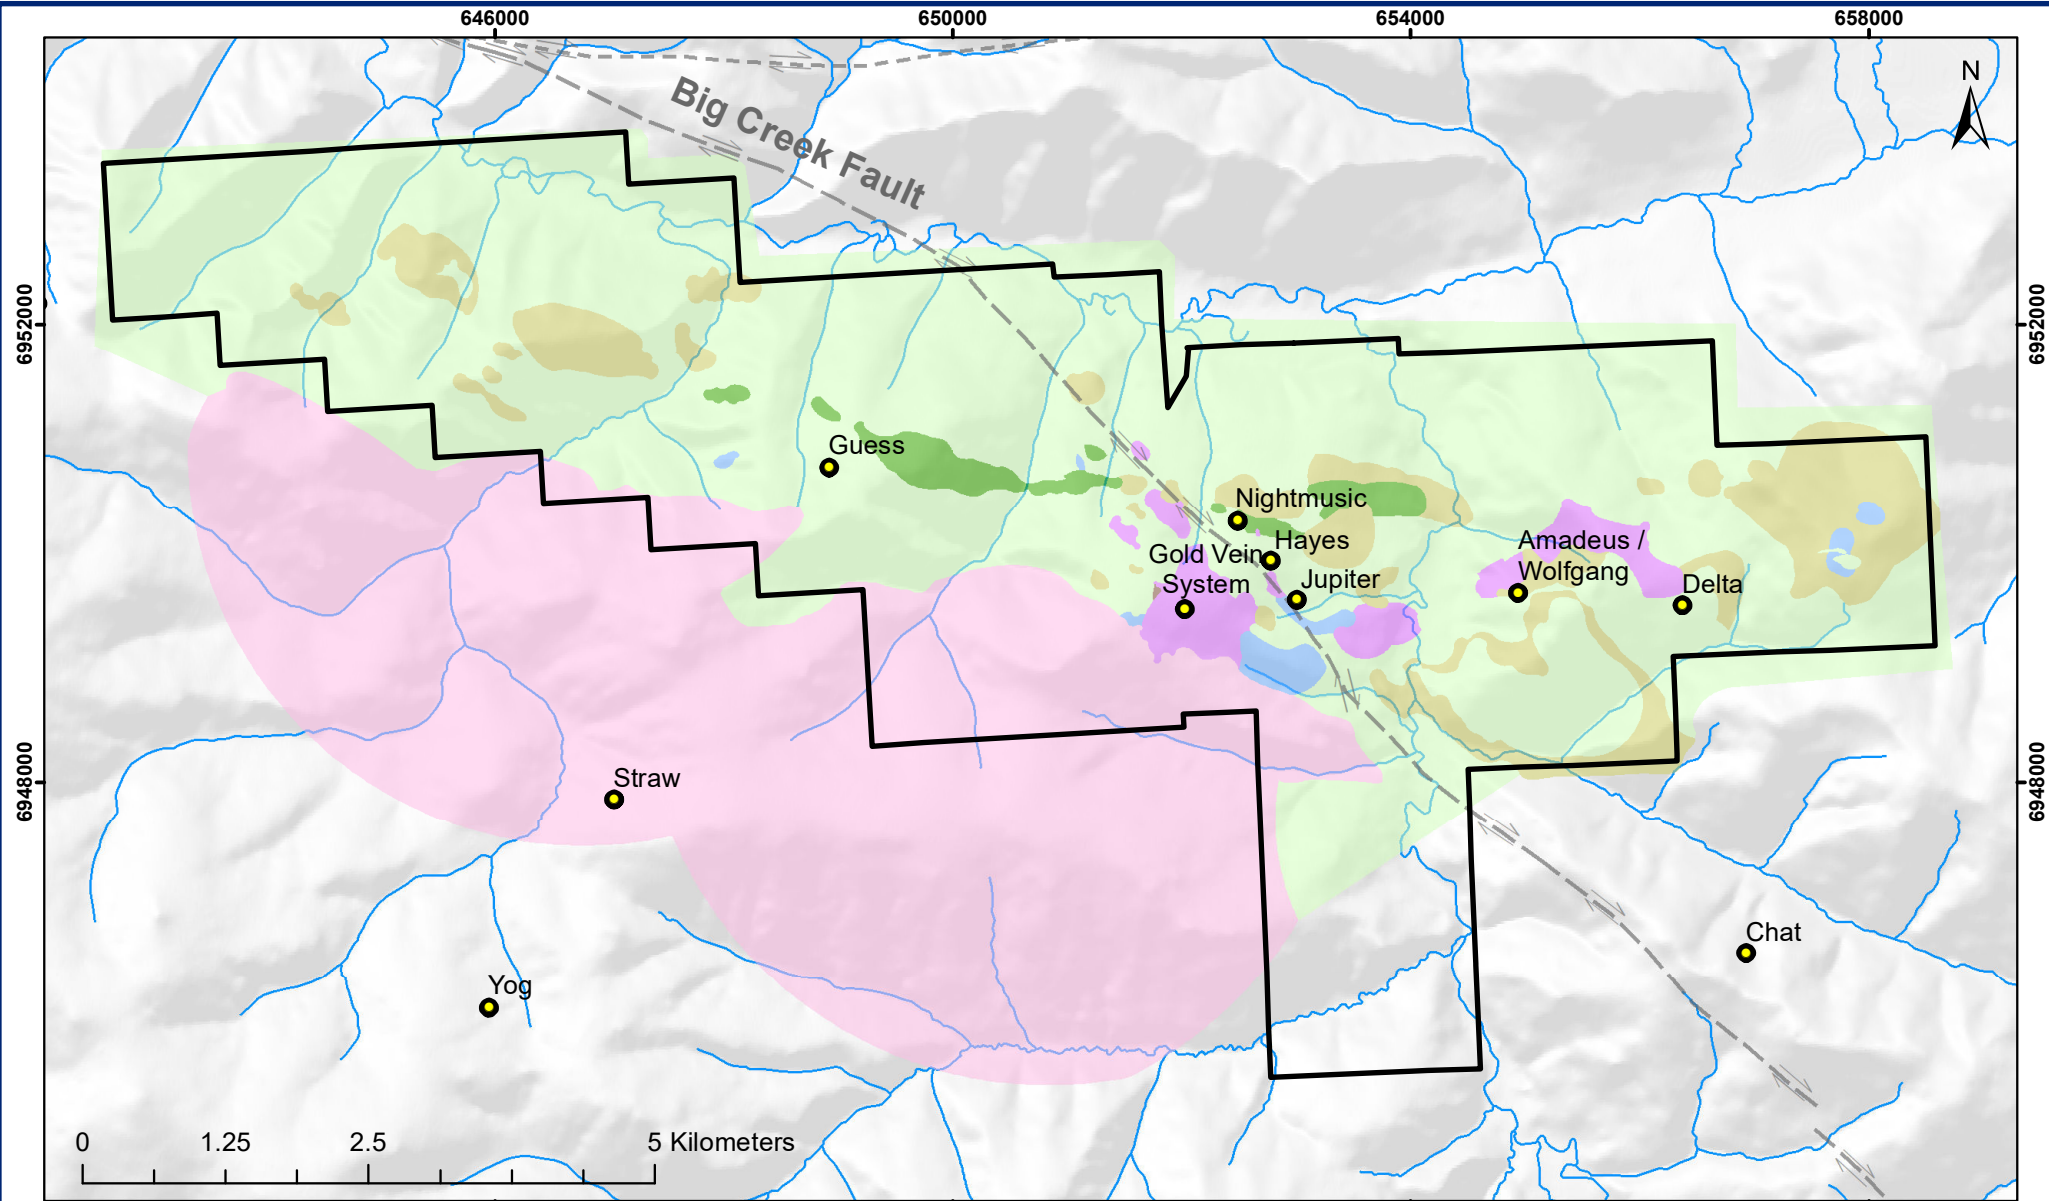 646000
650000
654000
658000
N
Big Creek Fault
6952000
6952000
Guess
Nightmusic
Hayes
Gold Vein
System
Jupiter
Amadeus /
Wolfgang
Delta
6948000
6948000
Straw
Chat
Yog
0
1.25
2.5
5 Kilometers